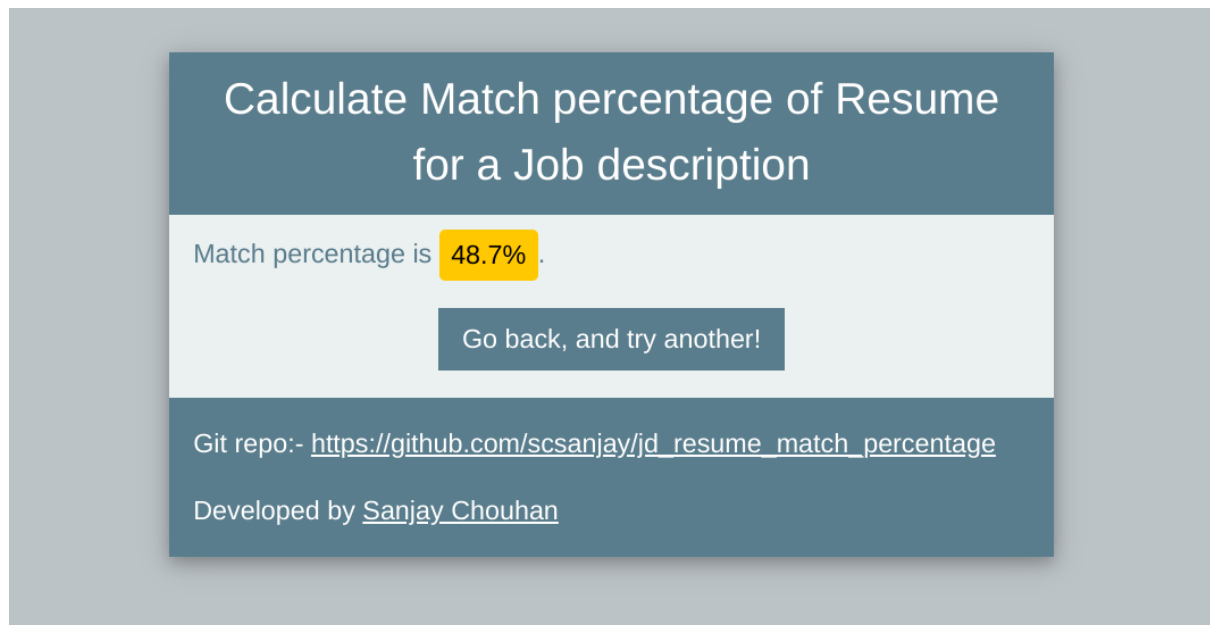 Calculate Match percentage of Resume
for a Job description
Match percentage is 48.7%.
Go back, and try another!
Git repo:- https://github.com/scsanjay/jd_resume_match_percentage
Developed by Sanjay Chouhan